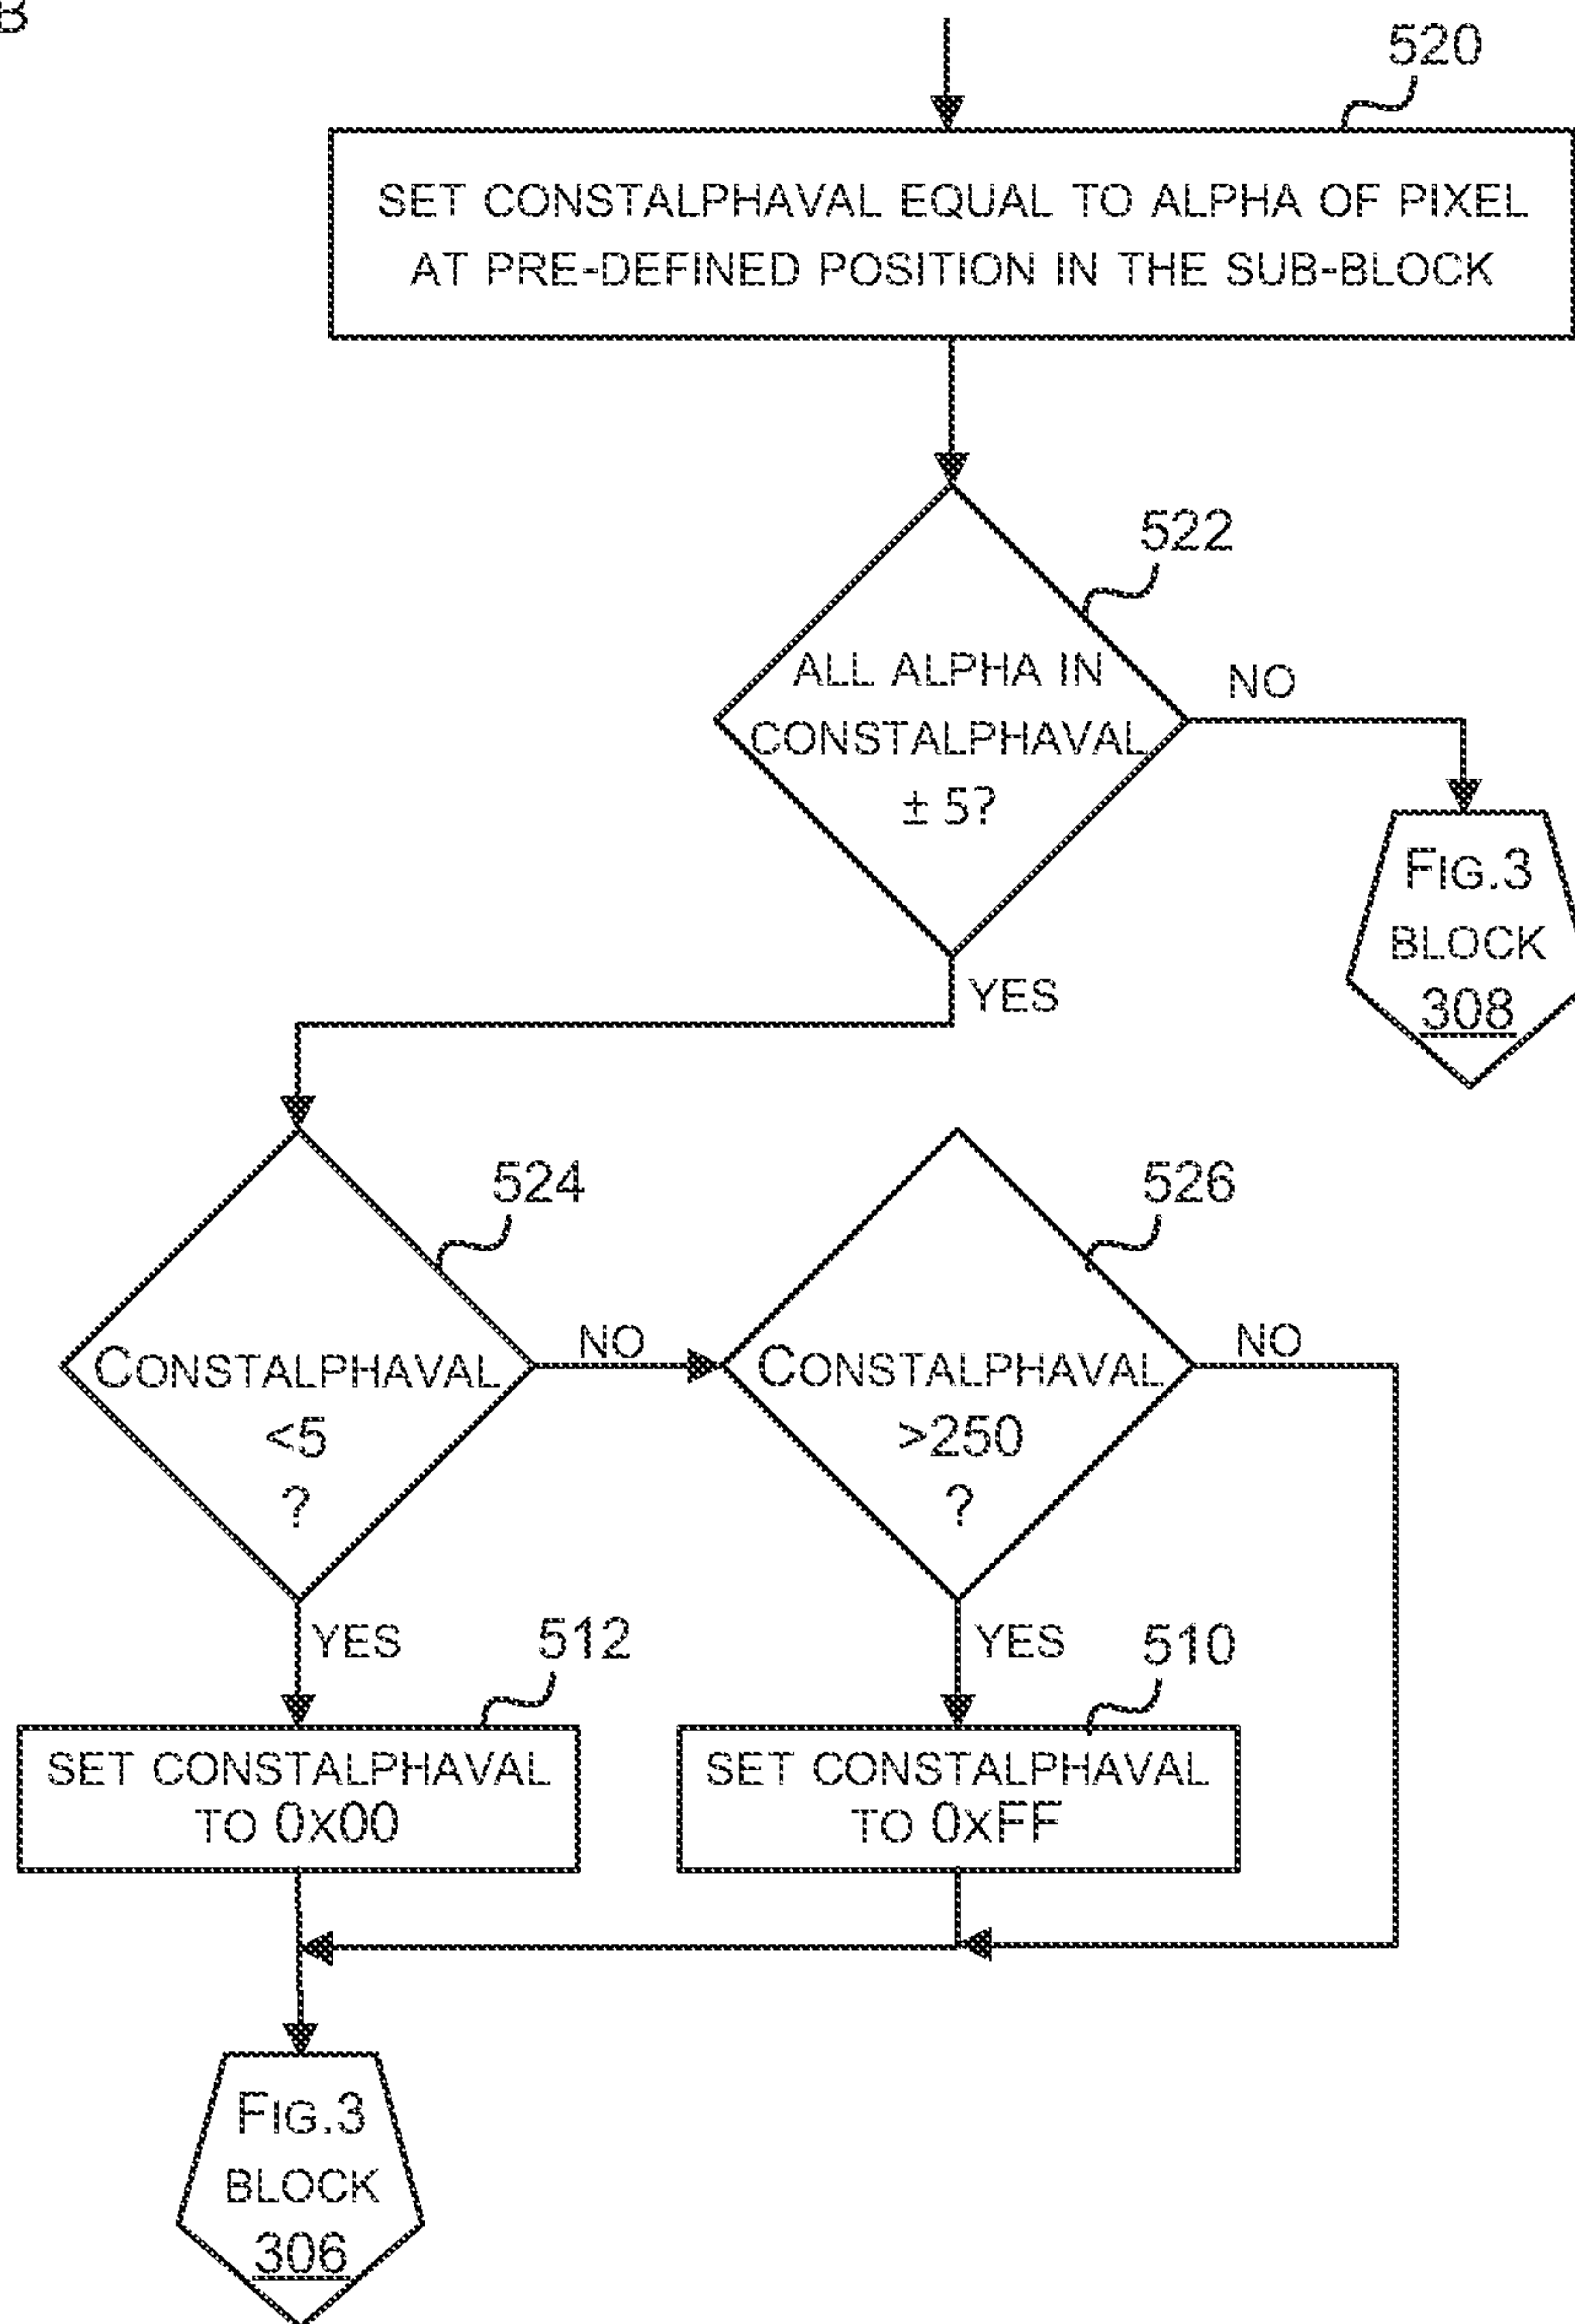 B
520
SET CONSTALPHAVAL EQUAL TO ALPHA OF PIXEL
AT PRE-DEFINED POSITION IN THE SUB-BLOCK
522
ALL ALPHA IN
CONSTALPHAVAL
± 5?
NO
FIG.3
BLOCK
308
YES
524
CONSTALPHAVAL
<5
?
NO
526
CONSTALPHAVAL
>250
?
NO
YES
512
SET CONSTALPHAVAL
TO 0X00
YES
510
SET CONSTALPHAVAL
TO 0XFF
FIG.3
BLOCK
306